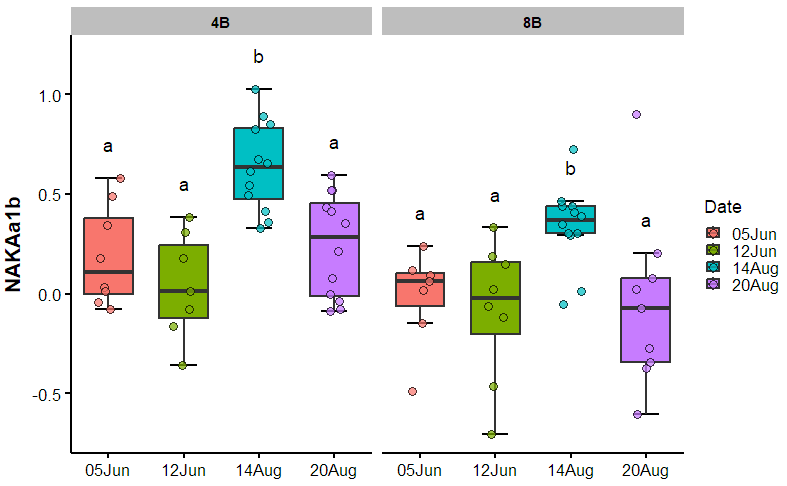 4B 8B
b
a a a
b
a a a a
NAKAa1b
1.0
0.5
0.0
-0.5
05Jun 12Jun 14Aug 20Aug 05Jun 12Jun 14Aug 20Aug
Date
05Jun
12Jun
14Aug
20Aug